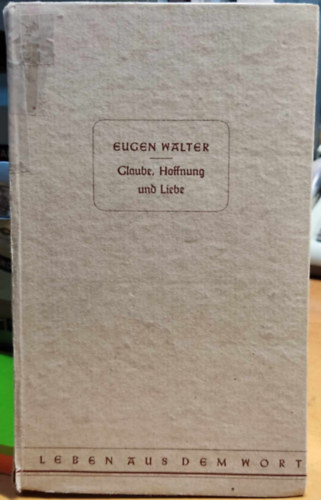 EUGEN WALTER
Glaube, Hoffnung
und Liebe
LEBEN AUS DEM WORT